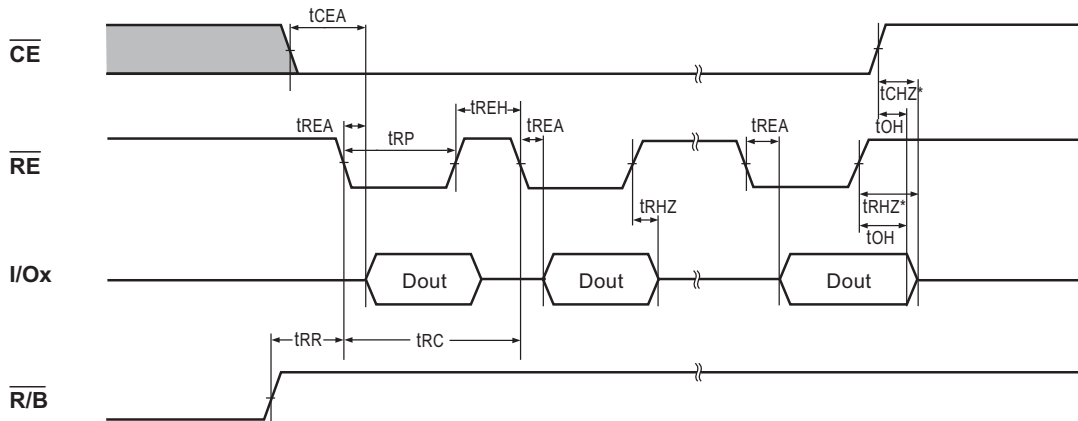 tCEA
CE
tCHZ*
tREH
tREA
tRP
tREA
tREA
tOH
RE
tRHZ
tRHZ*
tOH
I/Ox
Dout
Dout
Dout
tRR
tRC
R/B